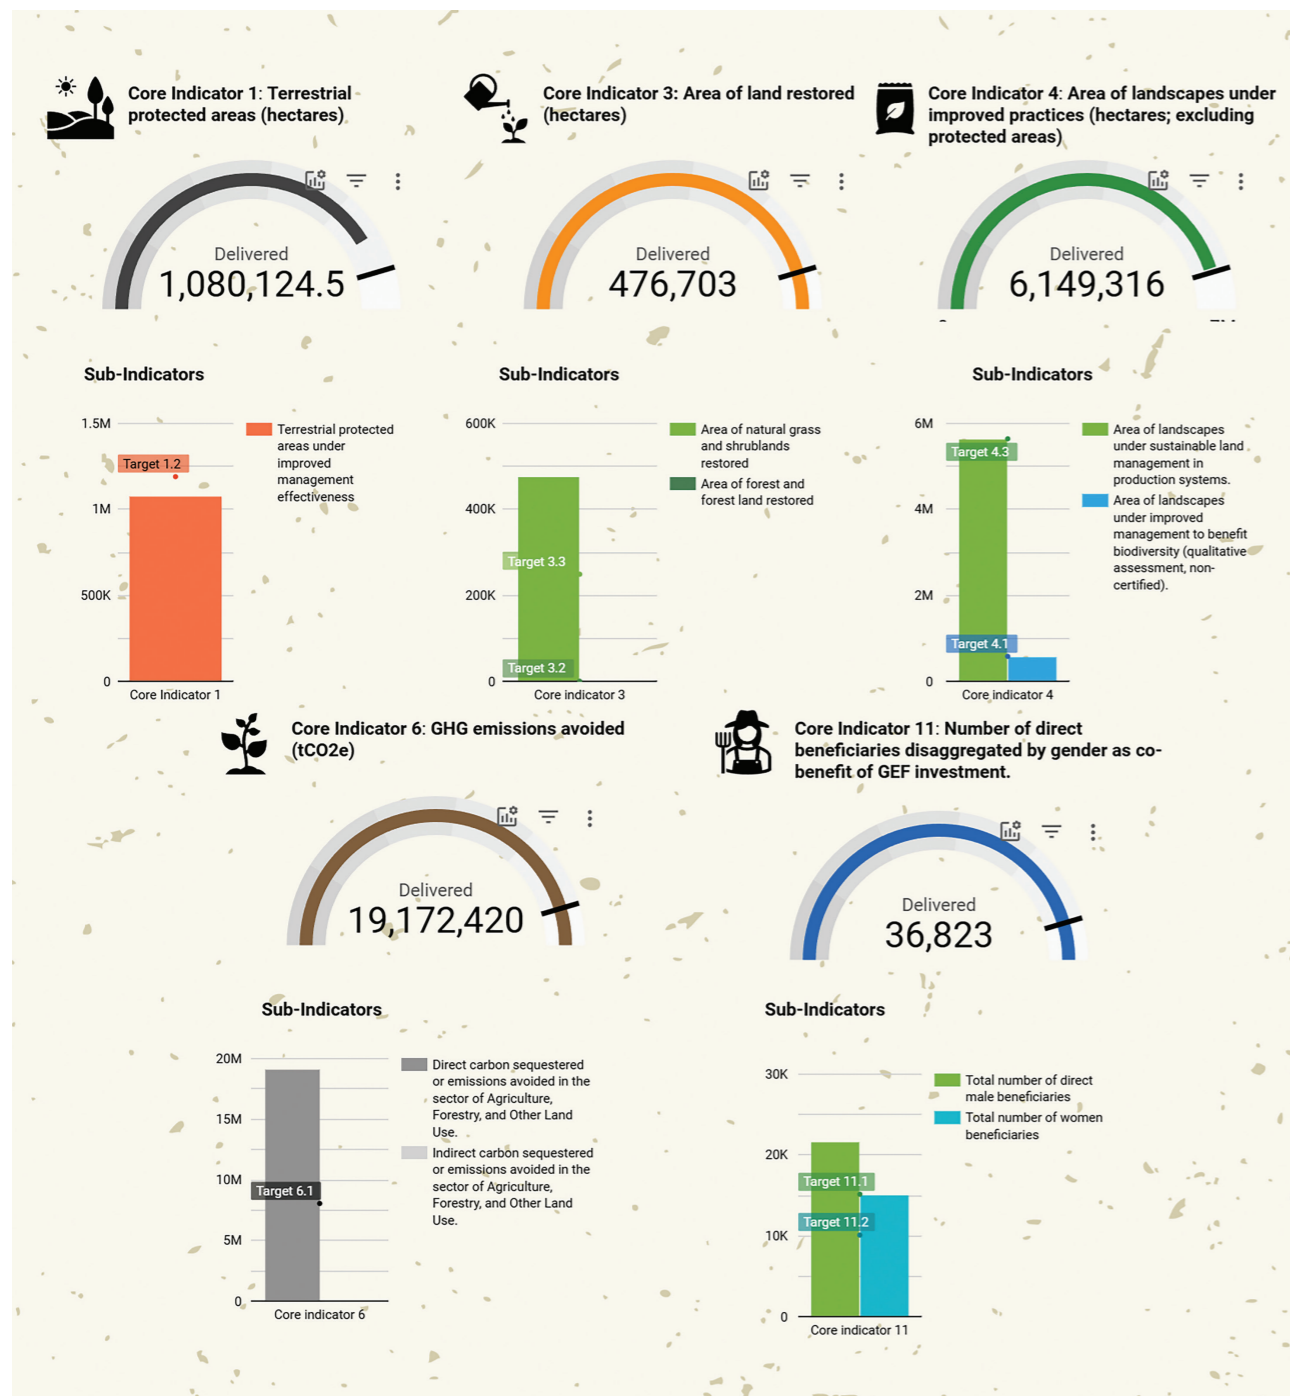 Core Indicator 1: Terrestrial
protected areas (hectares)
Core Indicator 3: Area of land restored
(hectares)
Core Indicator 4: Area of landscapes under
improved practices (hectares; excluding
protected areas)
Delivered
1,080,124.5
Delivered
476,703
Delivered
6,149,316
Sub-Indicators
1.5M
1M
500K
0
Target 1.2
Core Indicator 1
Terrestrial protected
areas under
improved
management
effectiveness
Sub-Indicators
600K
400K
200K
0
Target 3.3
Target 3.2
Core indicator 3
Area of natural grass
and shrublands
restored
Area of forest and
forest land restored
Sub-Indicators
6M
4M
2M
0
Target 4.3
Target 4.1
Core indicator 4
Area of landscapes
under sustainable land
management in
production systems.
Area of landscapes
under improved
management to benefit
biodiversity (qualitative
assessment, non-
certified).
Core Indicator 6: GHG emissions avoided
(tCO2e)
Core Indicator 11: Number of direct
beneficiaries disaggregated by gender as co-
benefit of GEF investment.
Delivered
19,172,420
Delivered
36,823
Sub-Indicators
20M
15M
10M
5M
0
Target 6.1
Core indicator 6
Direct carbon sequestered
or emissions avoided in the
sector of Agriculture,
Forestry, and Other Land
Use.
Indirect carbon sequestered
or emissions avoided in the
sector of Agriculture,
Forestry, and Other Land
Use.
Sub-Indicators
30K
20K
10K
0
Target 11.1
Target 11.2
Core indicator 11
Total number of direct
male beneficiaries
Total number of women
beneficiaries